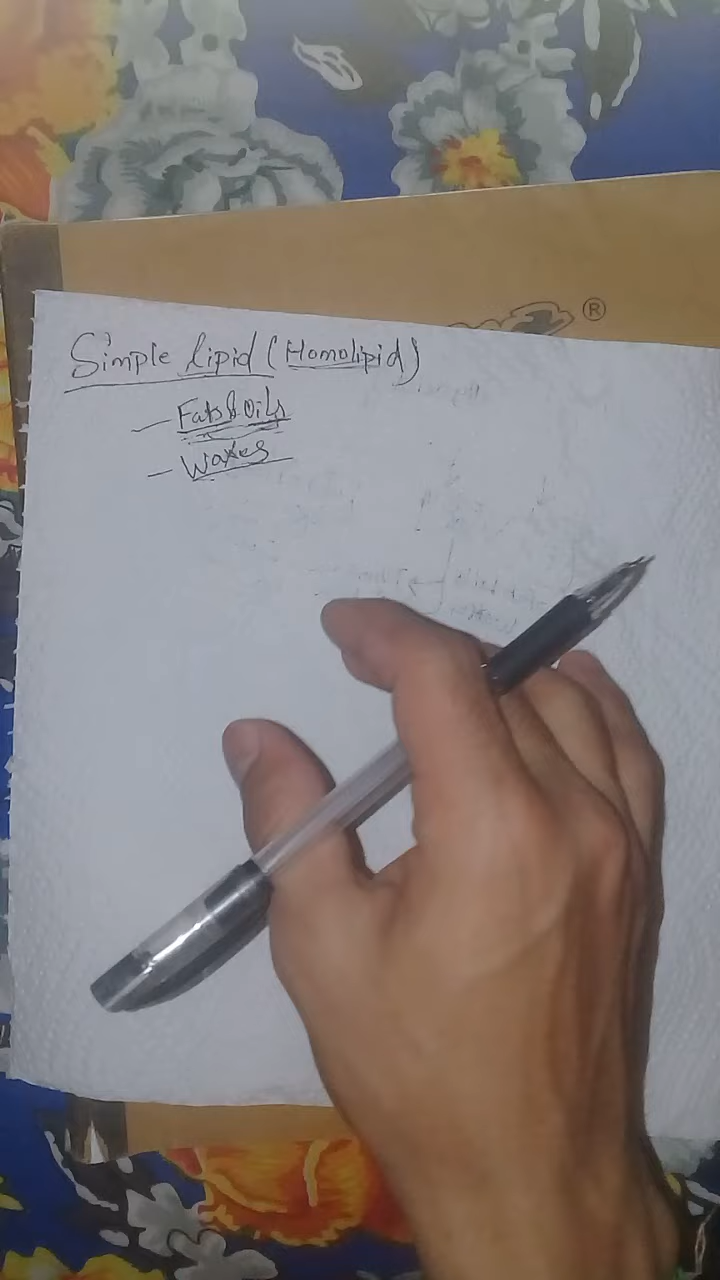 Simple lipid (Homolipid)
— Fats & Oils
— Waxes
®